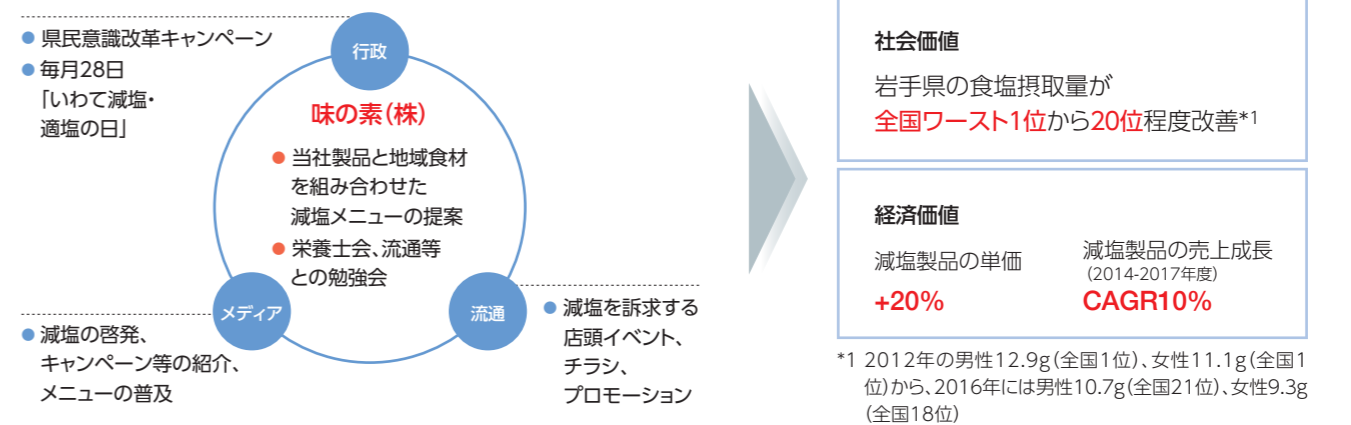 ● 県民意識改革キャンペーン
● 毎月28日
「いわて減塩・
適塩の日」
行政
味の素(株)
● 当社製品と地域食材
を組み合わせた
減塩メニューの提案
● 栄養士会、流通等
との勉強会
メディア
● 減塩の啓発、
キャンペーン等の紹介、
メニューの普及
流通
● 減塩を訴求する
店頭イベント、
チラシ、
プロモーション
社会価値
岩手県の食塩摂取量が
全国ワースト1位から20位程度改善*1
経済価値
減塩製品の単価
+20%
減塩製品の売上成長
(2014-2017年度)
CAGR10%
*1 2012年の男性12.9g(全国1位)、女性11.1g(全国1
位)から、2016年には男性10.7g(全国21位)、女性9.3g
(全国18位)